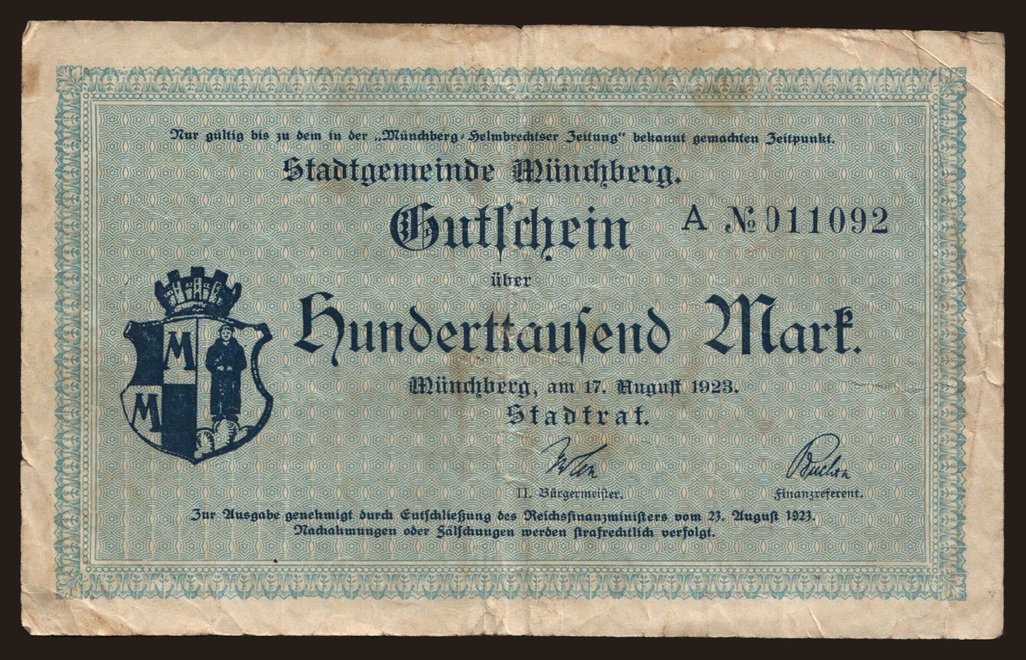 Nur gültig bis zu dem in der „Münchberg-Helmbrechtser Zeitung" bekannt gemachten Zeitpunkt.
Stadtgemeinde Münchberg.
Gutschein
A № 011092
über
Hunderttausend Mark.
M
M
Münchberg, am 17. August 1923.
Stadtrat.
II. Bürgermeister.
Finanzreferent.
Zur Ausgabe genehmigt durch Entschließung des Reichsfinanzministers vom 23. August 1923.
Nachahmungen oder Fälschungen werden strafrechtlich verfolgt.